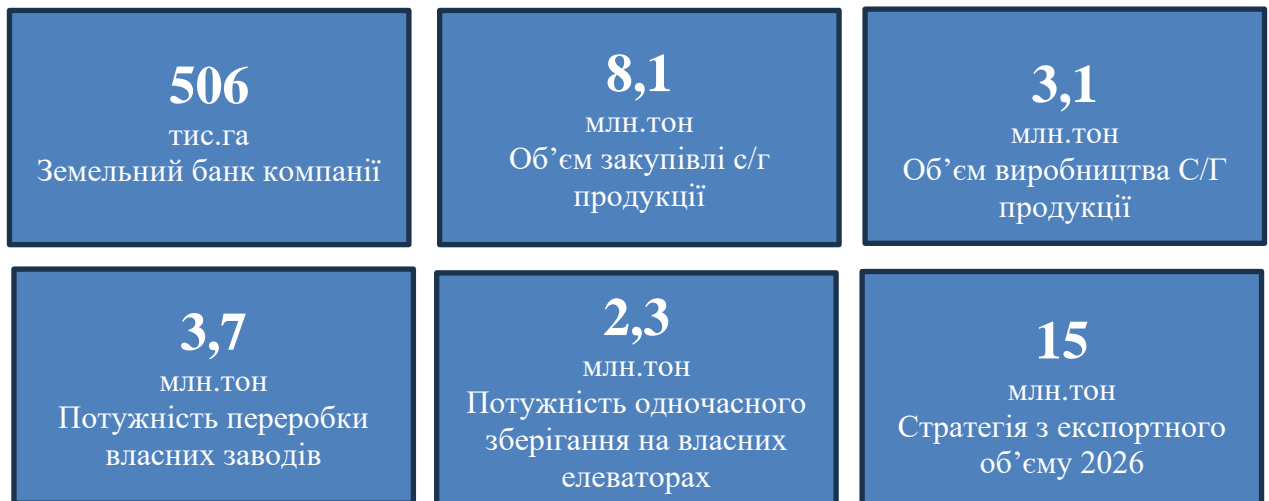 506
тис.га
Земельний банк компанії
8,1
млн.тон
Об’єм закупівлі с/г
продукції
3,1
млн.тон
Об’єм виробництва С/Г
продукції
3,7
млн.тон
Потужність переробки
власних заводів
2,3
млн.тон
Потужність одночасного
зберігання на власних
елеваторах
15
млн.тон
Стратегія з експортного
об’єму 2026